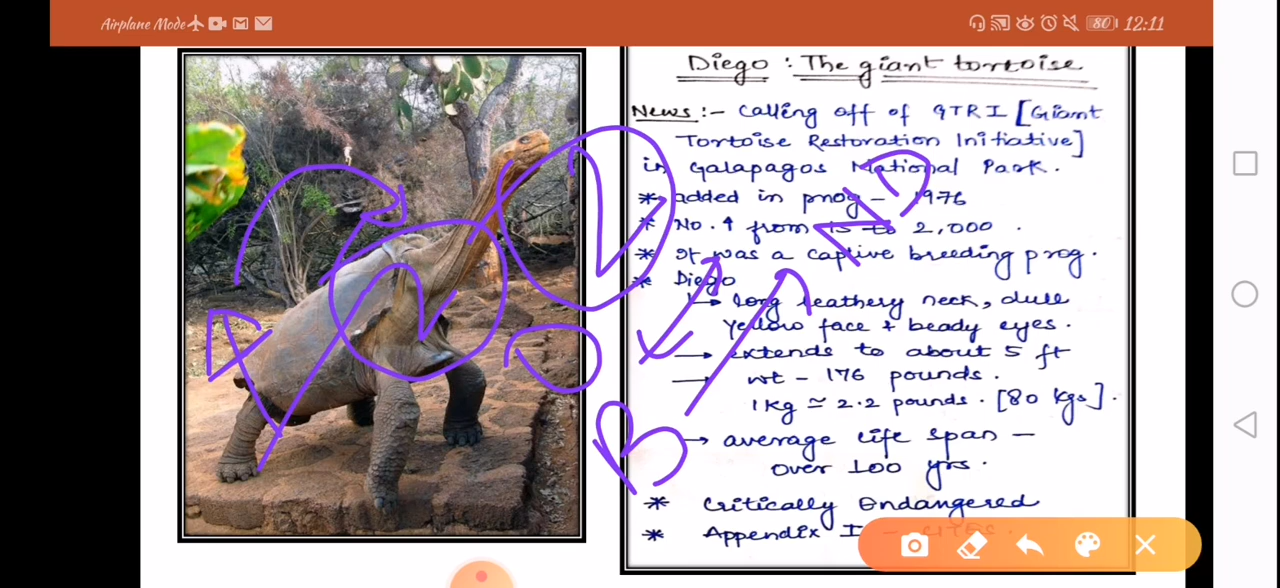 Airplane Mode
80 12:11
Diego : The giant tortoise
News :- Calling off of GTRI [Giant
Tortoise Restoration Initiative]
in Galapagos National Park.
* added in prog - 1976
* No. ↑ from 15 to 2,000 .
* It was a captive breeding prog.
* Diego
↳ long leathery neck, dull
yellow face + beady eyes.
→ extends to about 5 ft
→ wt - 176 pounds.
1 Kg ≃ 2.2 pounds. [80 Kgs].
→ average life span —
over 100 yrs.
* Critically Endangered
* Appendix I